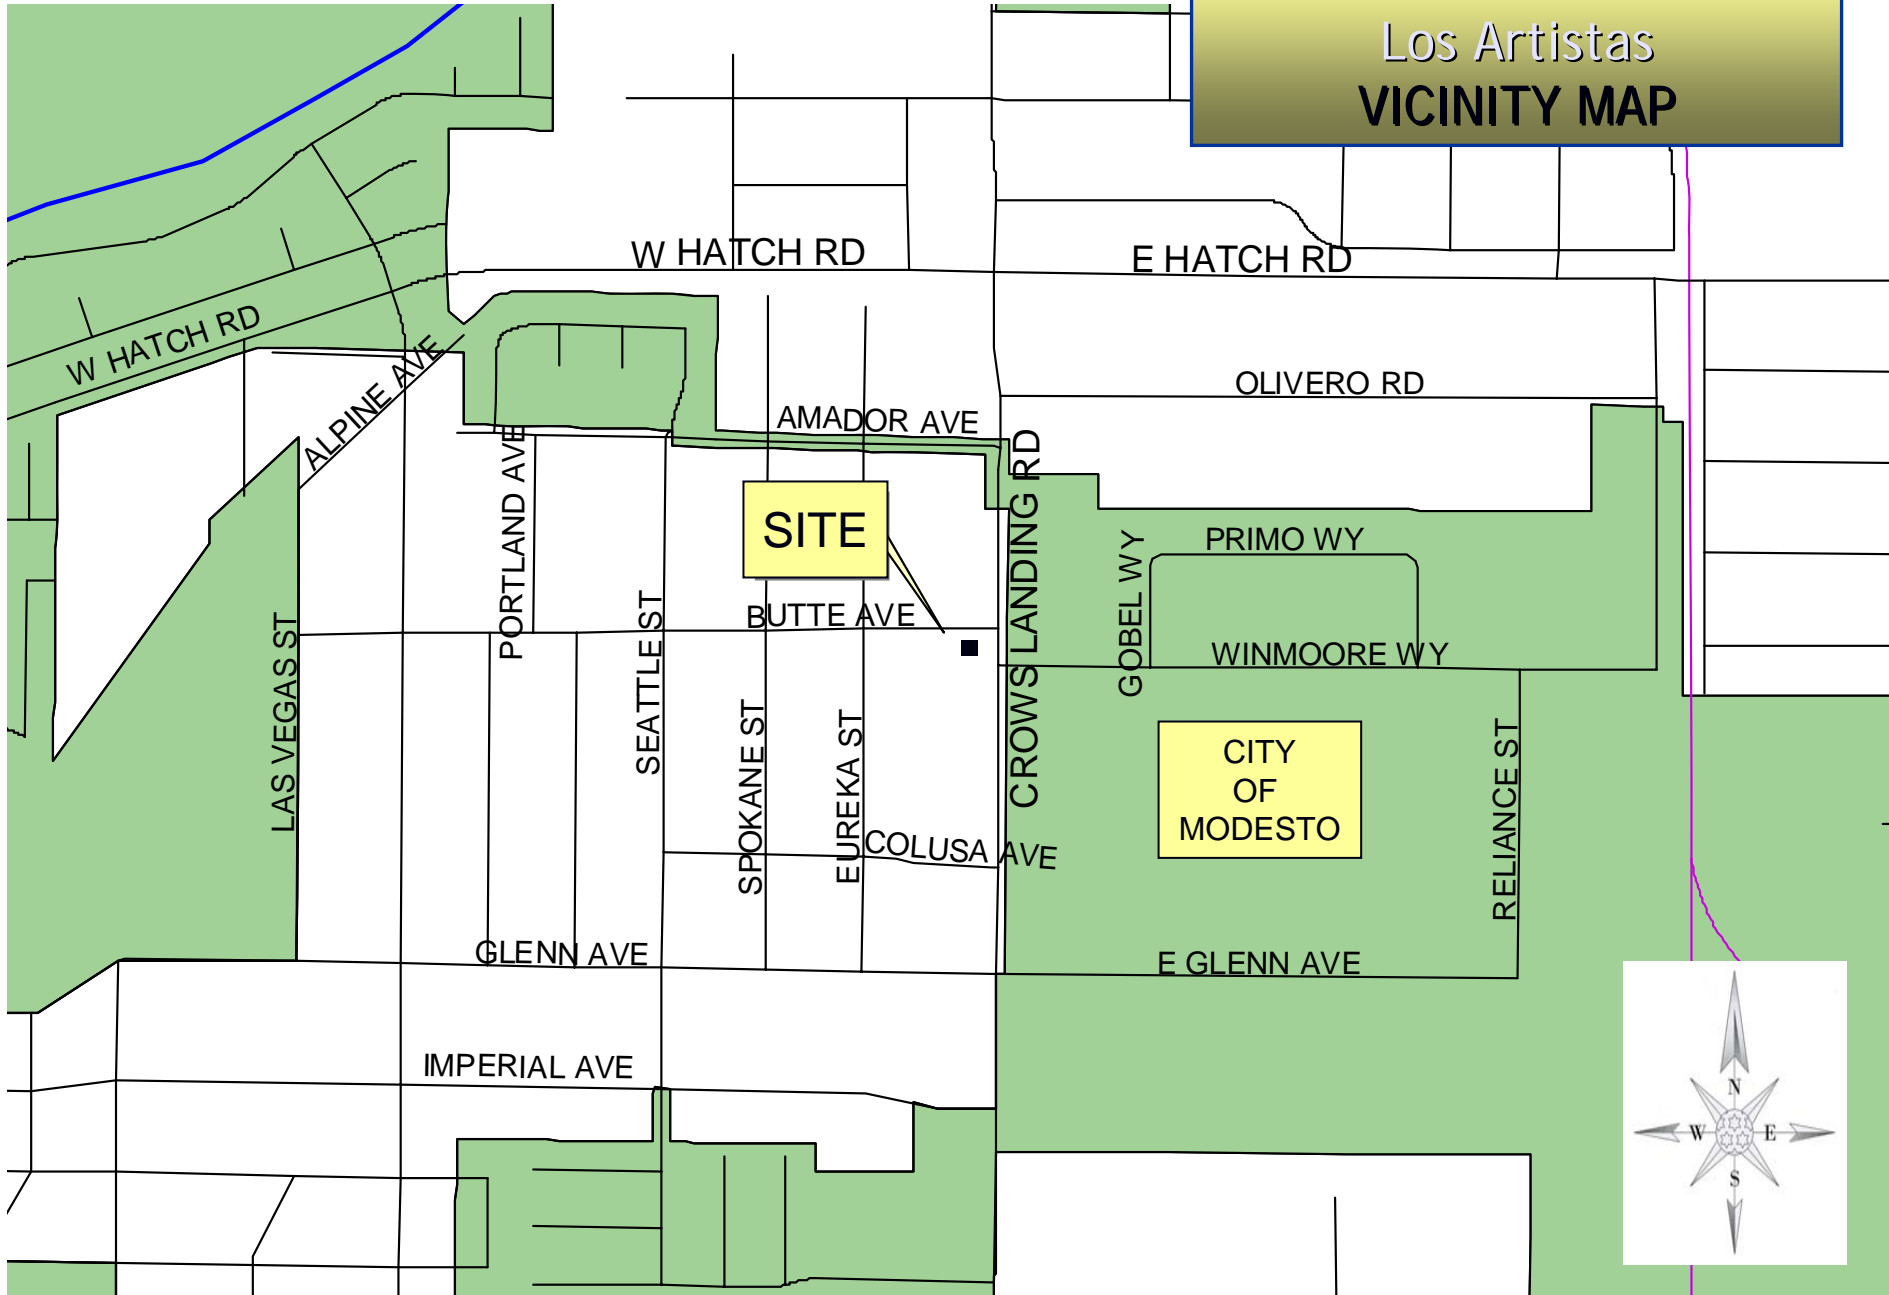 Los Artistas
VICINITY MAP
W HATCH RD
E HATCH RD
W HATCH RD
ALPINE AVE
OLIVERO RD
AMADOR AVE
PORTLAND AVE
SITE
CROWS LANDING RD
PRIMO WY
GOBEL WY
BUTTE AVE
SEATTLE ST
LAS VEGAS ST
WINMOORE WY
SPOKANE ST
EUREKA ST
CITY
OF
MODESTO
RELIANCE ST
COLUSA AVE
GLENN AVE
E GLENN AVE
IMPERIAL AVE
N
W
E
S